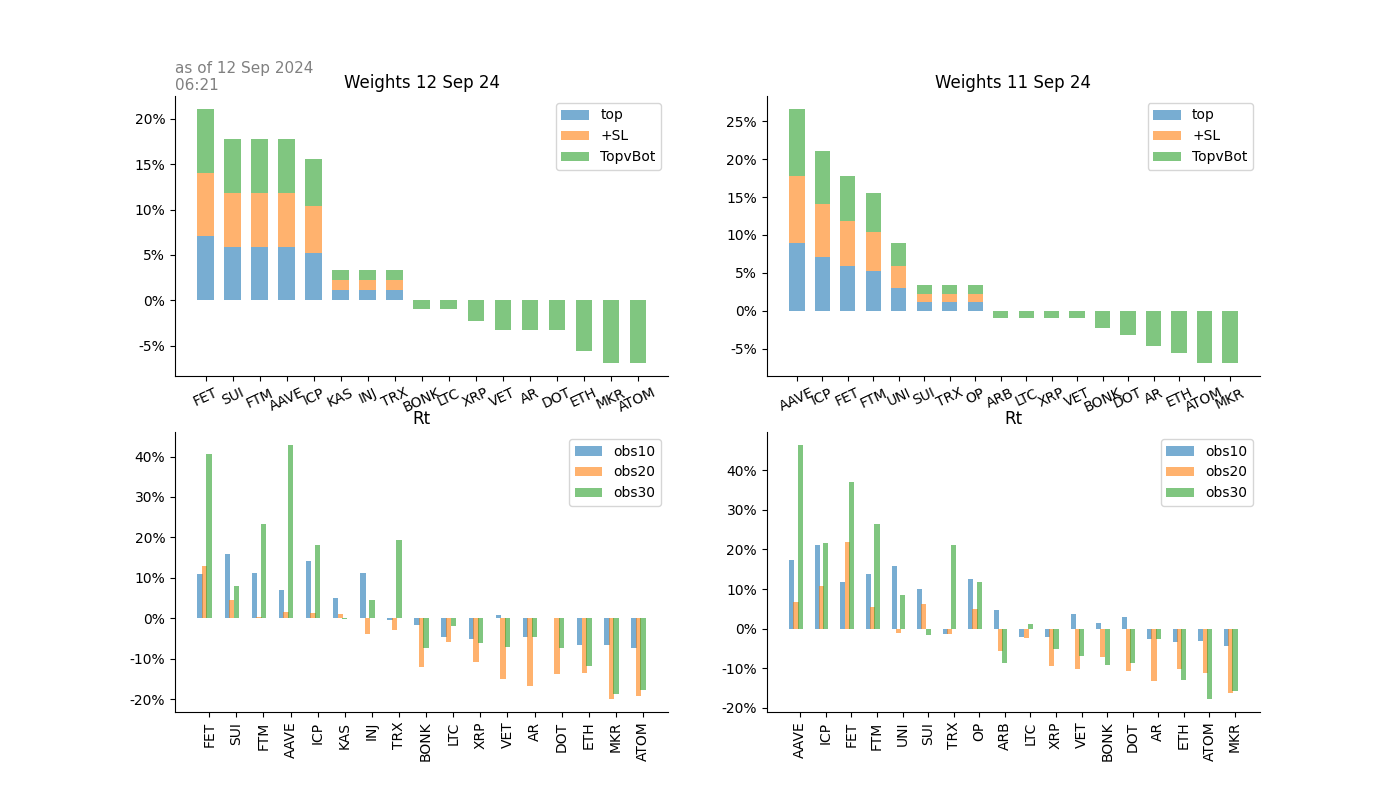 as of 12 Sep 2024
06:21
Weights 12 Sep 24
20%
15%
10%
5%
0%
-5%
top
+SL
TopvBot
FET SUI FTM AAVE ICP KAS INJ TRX BONK LTC XRP VET AR DOT ETH MKR ATOM
Weights 11 Sep 24
25%
20%
15%
10%
5%
0%
-5%
top
+SL
TopvBot
AAVE ICP FET FTM UNI SUI TRX OP ARB LTC XRP VET BONK DOT AR ETH ATOM MKR
Rt
40%
30%
20%
10%
0%
-10%
-20%
obs10
obs20
obs30
FET SUI FTM AAVE ICP KAS INJ TRX BONK LTC XRP VET AR DOT ETH MKR ATOM
Rt
40%
30%
20%
10%
0%
-10%
-20%
obs10
obs20
obs30
AAVE ICP FET FTM UNI SUI TRX OP ARB LTC XRP VET BONK DOT AR ETH ATOM MKR